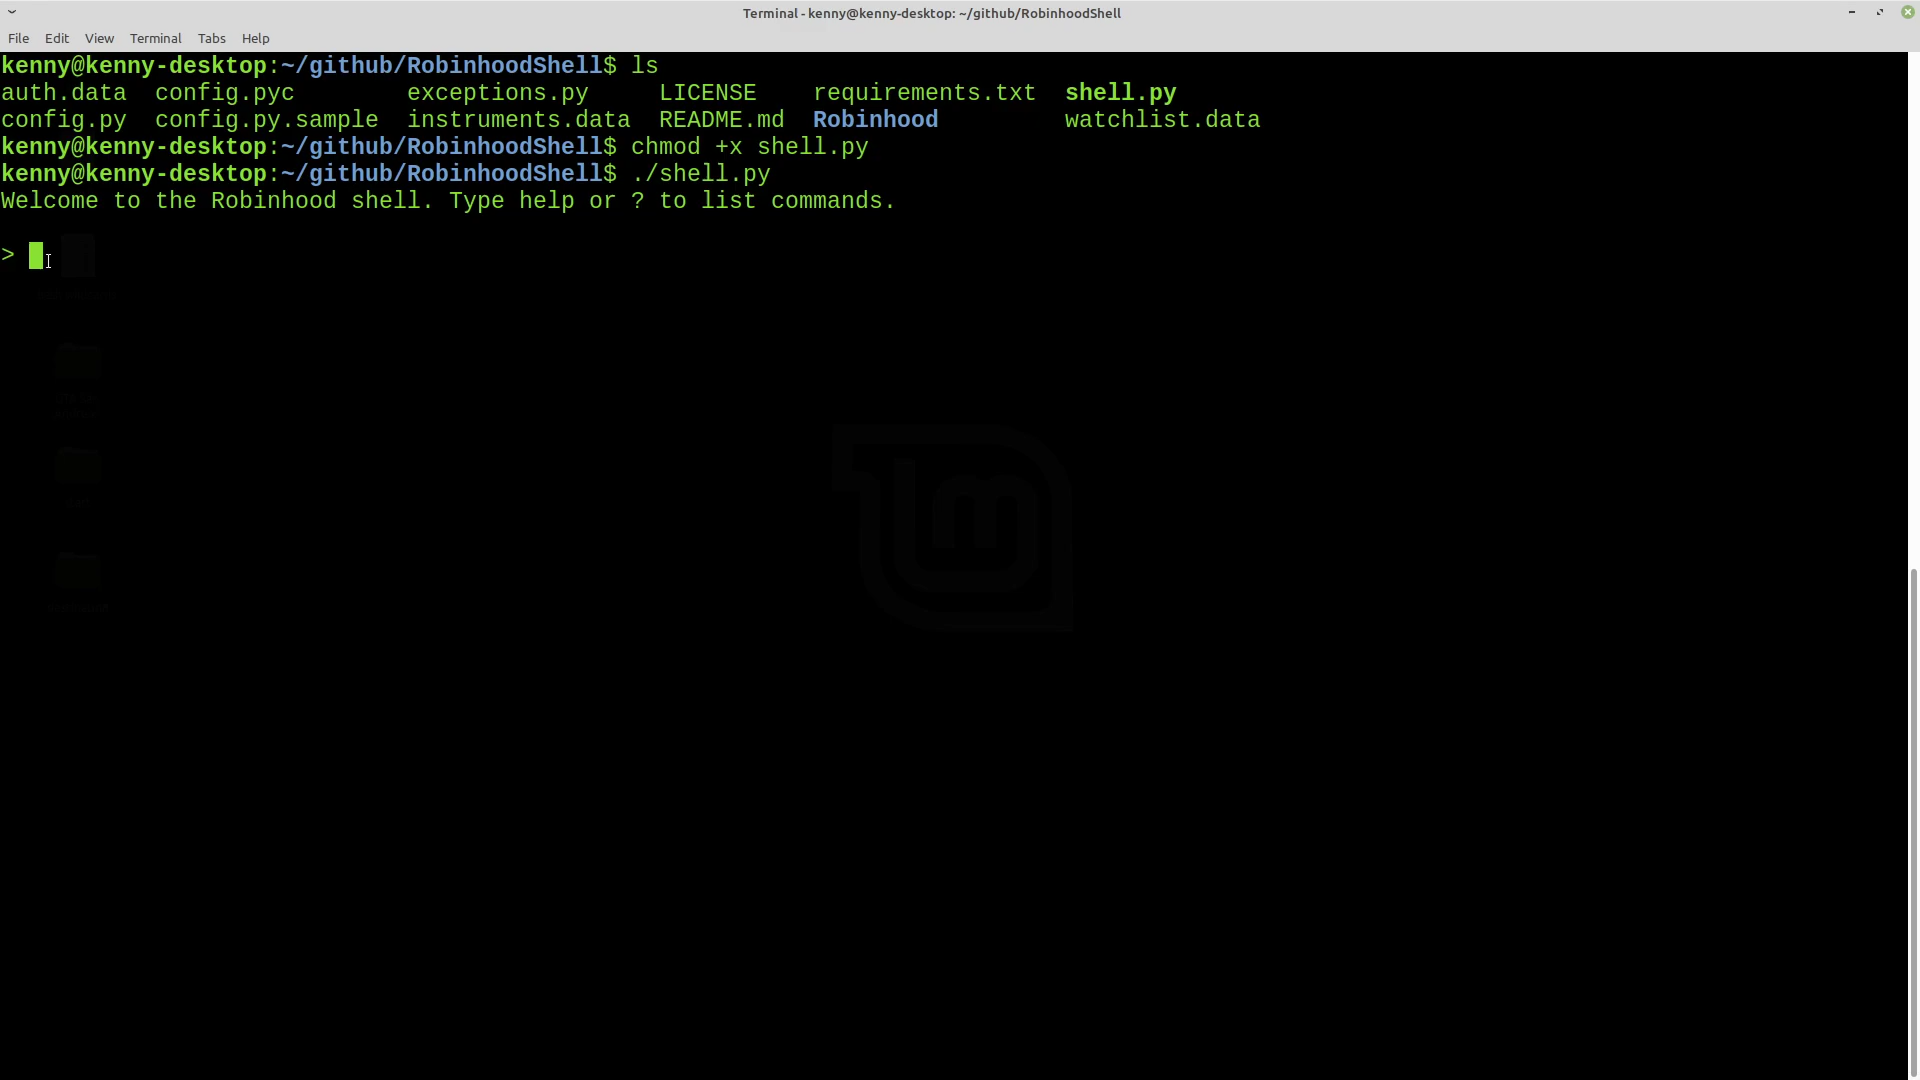 Terminal - kenny@kenny-desktop: ~/github/RobinhoodShell
File Edit View Terminal Tabs Help
kenny@kenny-desktop:~/github/RobinhoodShell$ ls
auth.data config.pyc exceptions.py LICENSE requirements.txt shell.py
config.py config.py.sample instruments.data README.md Robinhood watchlist.data
kenny@kenny-desktop:~/github/RobinhoodShell$ chmod +x shell.py
kenny@kenny-desktop:~/github/RobinhoodShell$ ./shell.py
Welcome to the Robinhood shell. Type help or ? to list commands.
>